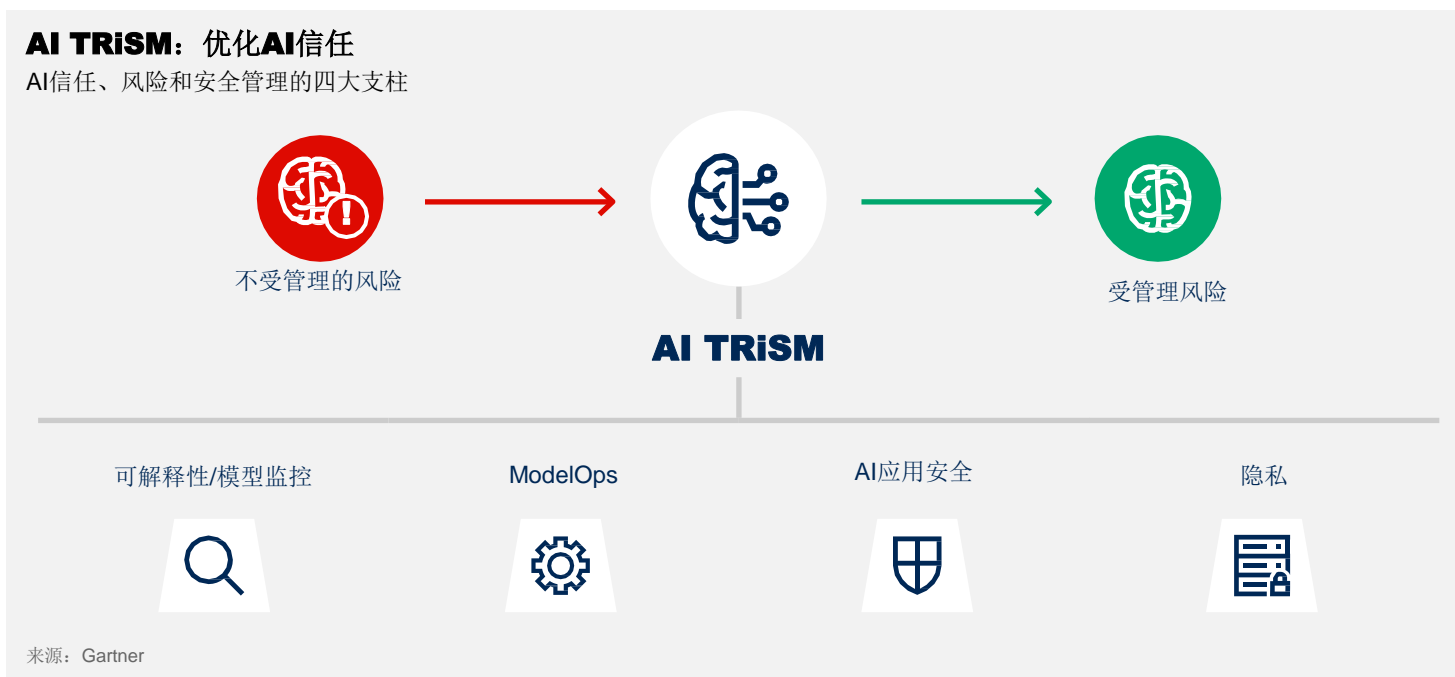 AI TRiSM：优化AI信任
AI信任、风险和安全管理的四大支柱
不受管理的风险
受管理风险
AI TRiSM
可解释性/模型监控
ModelOps
AI应用安全
隐私
来源：Gartner